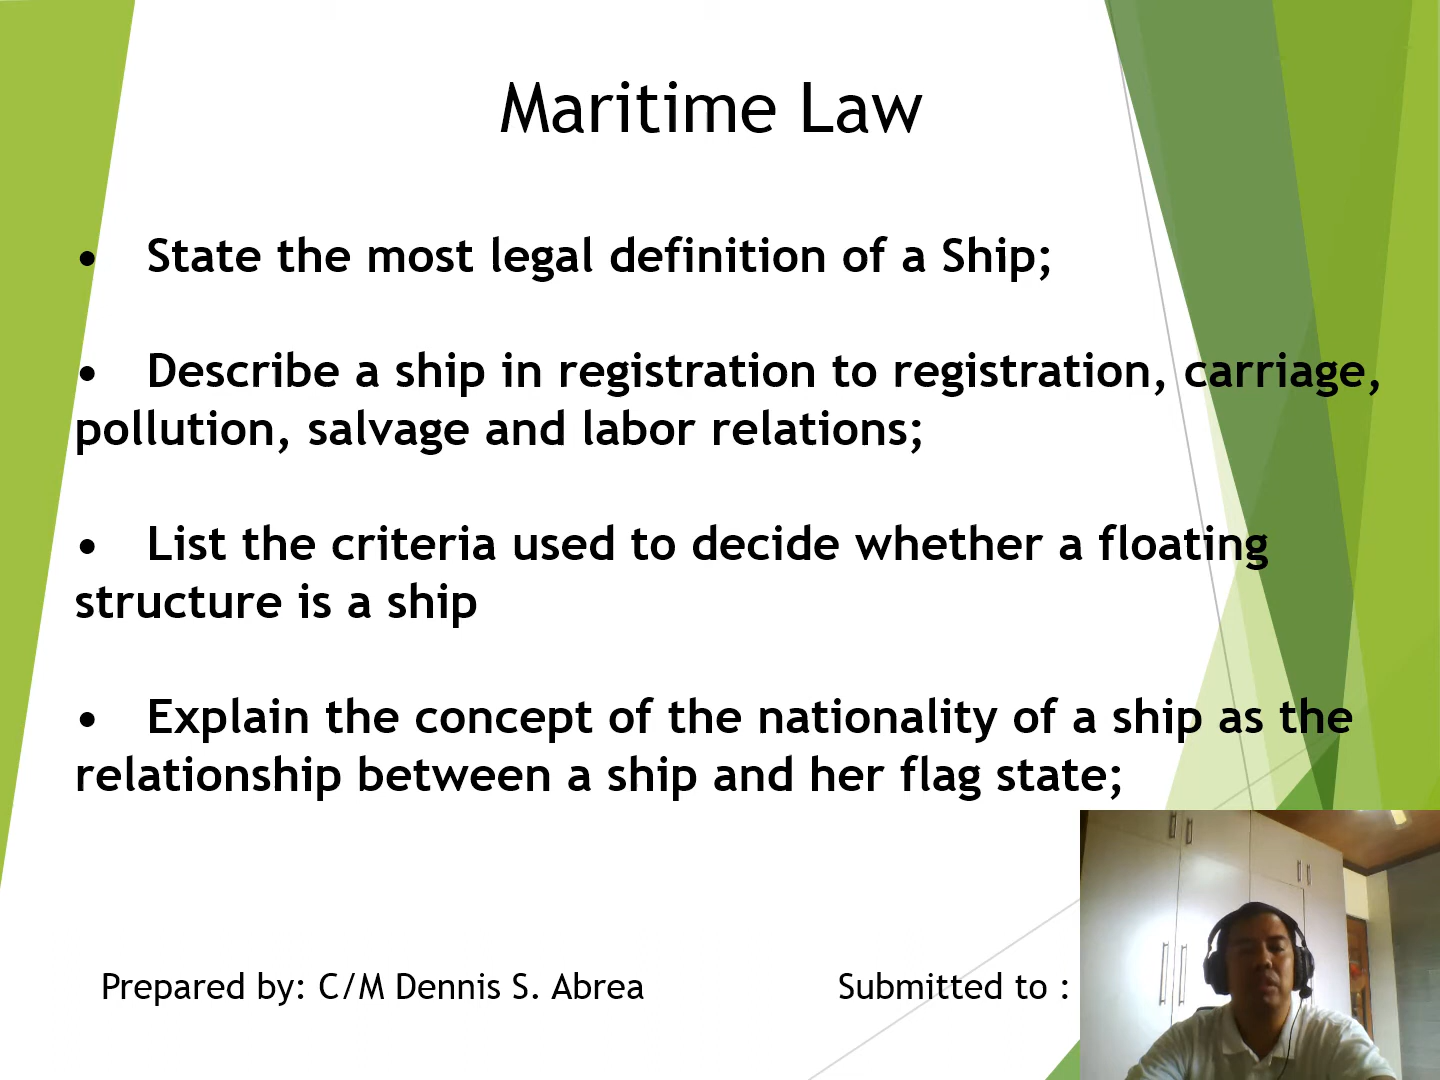 Maritime Law
• State the most legal definition of a Ship;
• Describe a ship in registration to registration, carriage,
pollution, salvage and labor relations;
• List the criteria used to decide whether a floating
structure is a ship
• Explain the concept of the nationality of a ship as the
relationship between a ship and her flag state;
Prepared by: C/M Dennis S. Abrea
Submitted to :